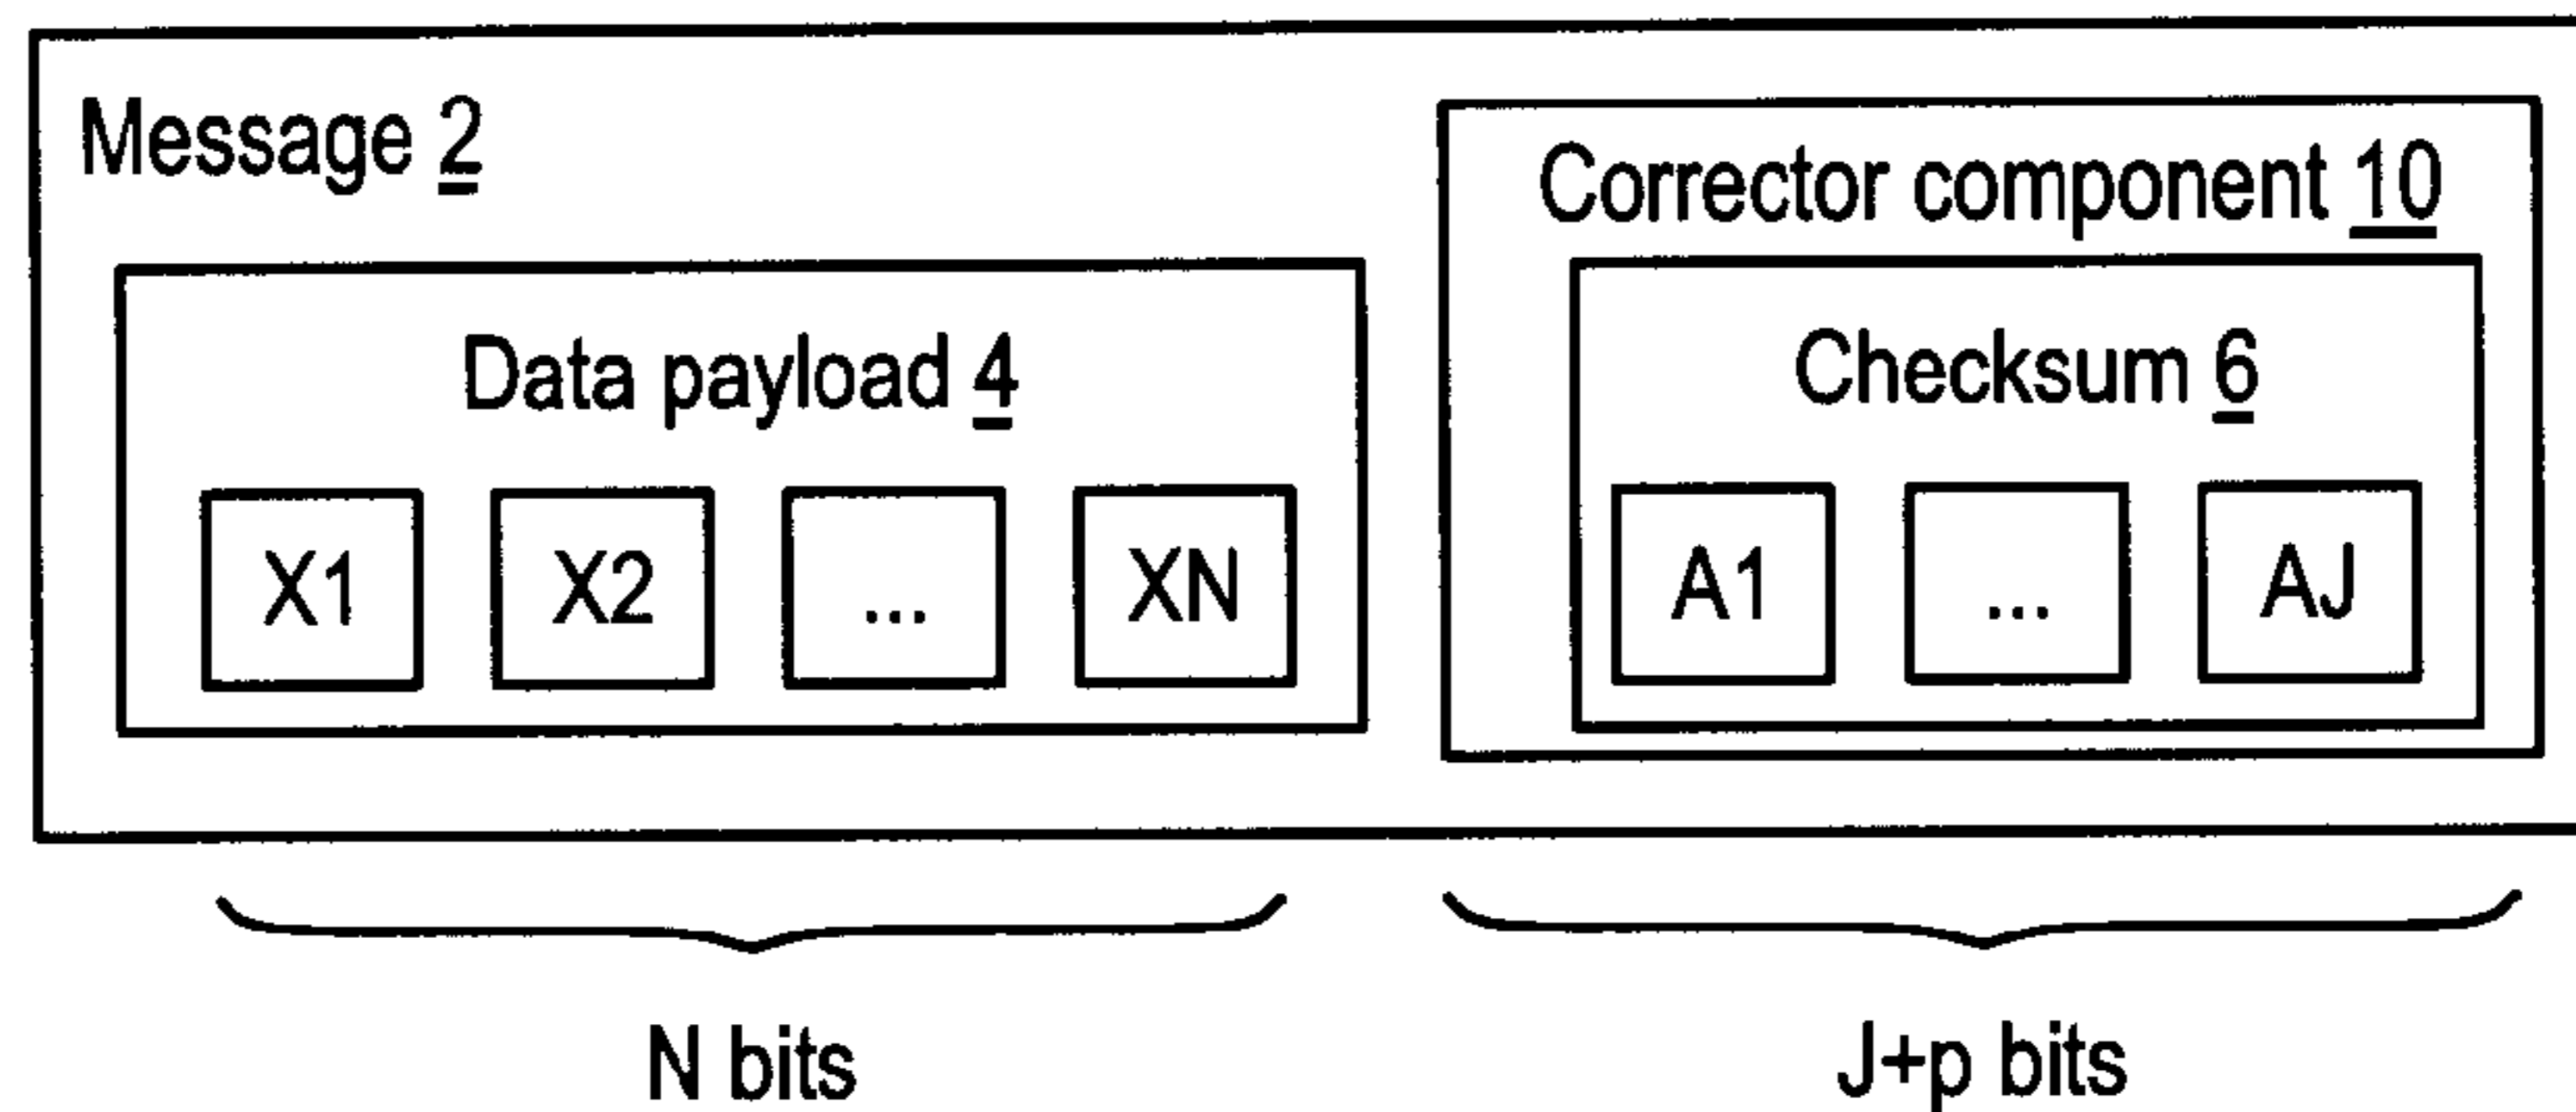 Message 2
Corrector component 10
Data payload 4
Checksum 6
X1 X2 ... XN
A1 ... AJ
N bits
J+p bits